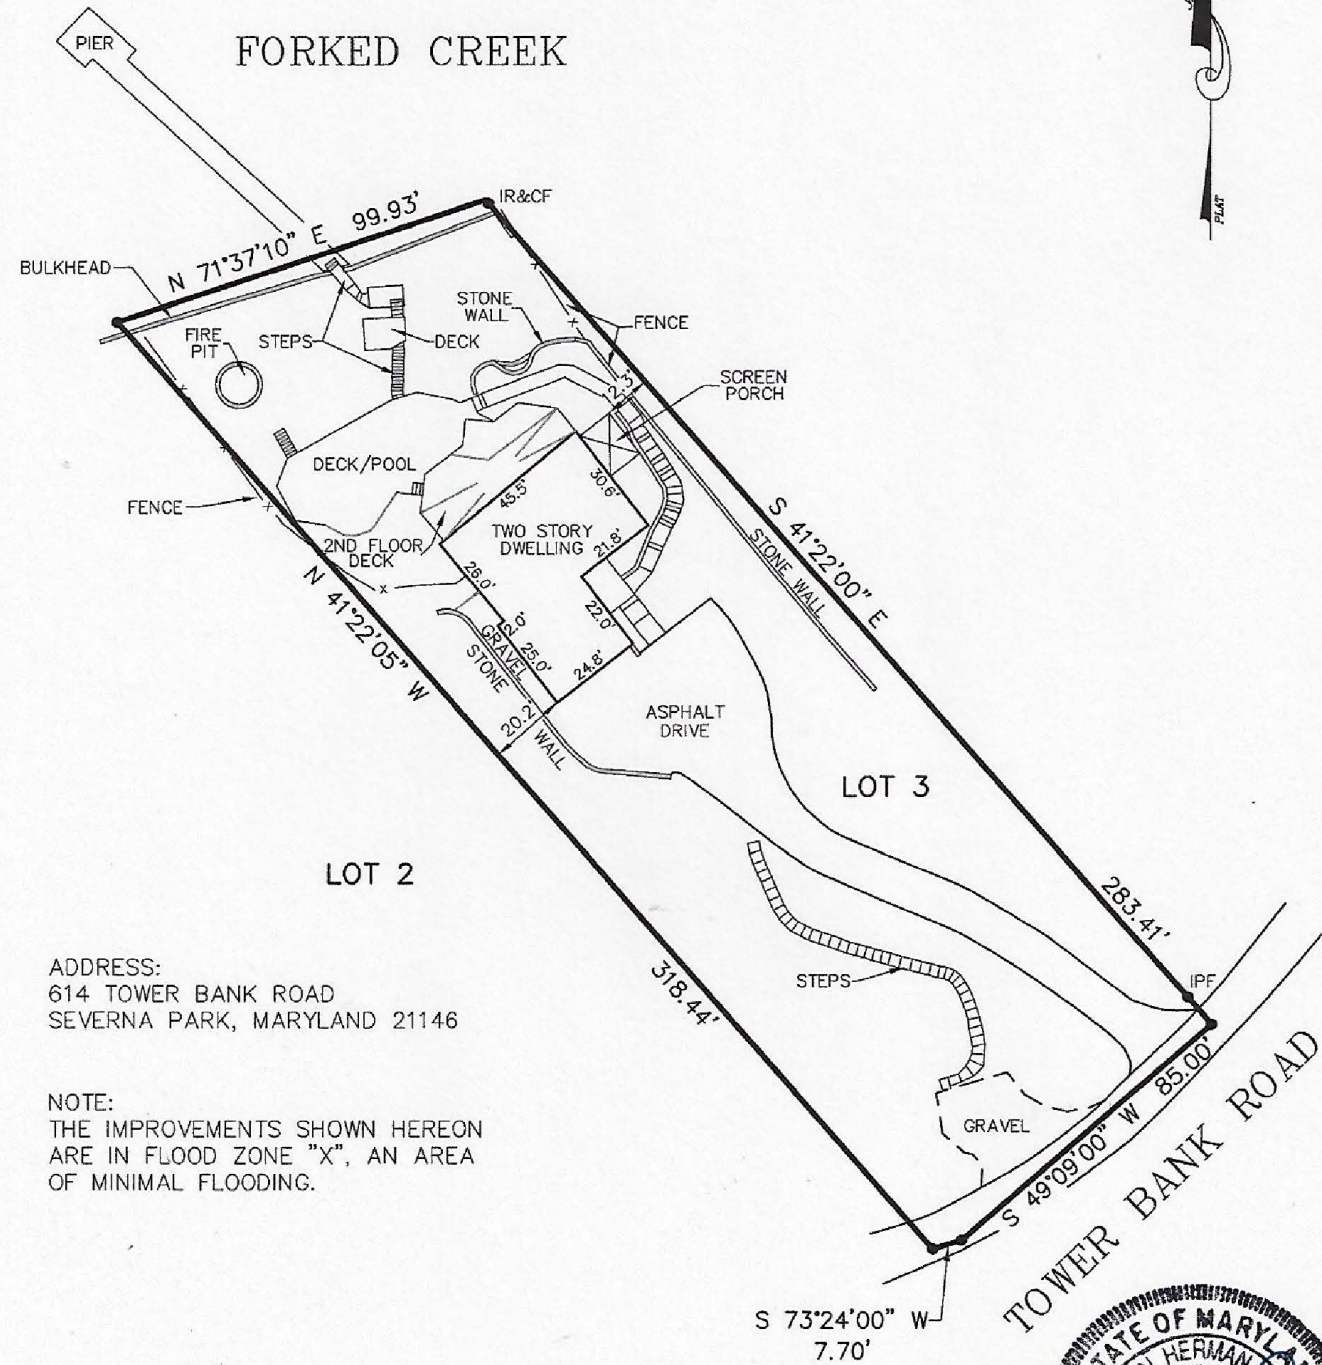 PIER
FORKED CREEK
PLAT
IR&CF
N 71°37'10" E 99.93'
BULKHEAD
STONE
WALL
FENCE
FIRE
PIT
STEPS
DECK
SCREEN
PORCH
2.3'
DECK/POOL
45.5'
30.6'
FENCE
TWO STORY
DWELLING
21.8'
2ND FLOOR
DECK
S 41°22'00" E
STONE WALL
26.0'
22.0'
2.0'
GRAVEL
25.0'
STONE
WALL
24.8'
20.2'
N 41°22'05" W
ASPHALT
DRIVE
LOT 3
LOT 2
283.41'
318.44'
STEPS
IPF
ADDRESS:
614 TOWER BANK ROAD
SEVERNA PARK, MARYLAND 21146
NOTE:
THE IMPROVEMENTS SHOWN HEREON
ARE IN FLOOD ZONE "X", AN AREA
OF MINIMAL FLOODING.
GRAVEL
S 49°09'00" W 85.00'
TOWER BANK ROAD
S 73°24'00" W
7.70'
ATE OF MARYLA
HERMAN